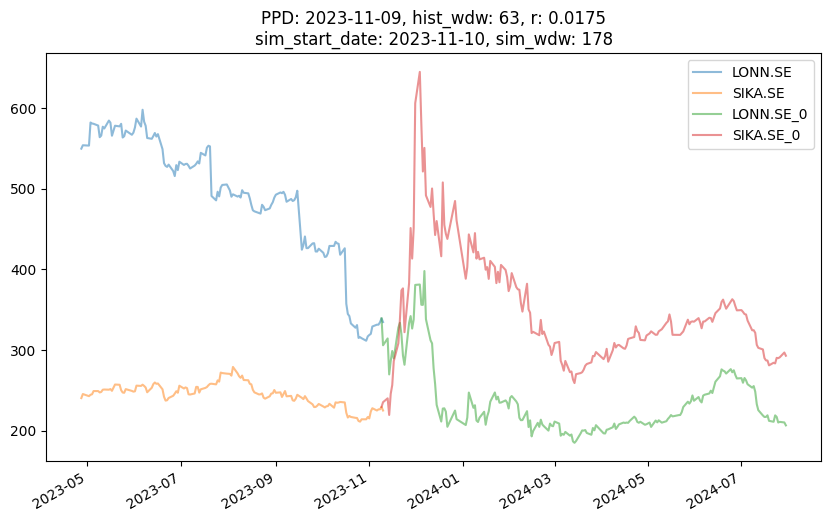 PPD: 2023-11-09, hist_wdw: 63, r: 0.0175
sim_start_date: 2023-11-10, sim_wdw: 178
LONN.SE
SIKA.SE
LONN.SE_0
SIKA.SE_0
600
500
400
300
200
2023-05
2023-07
2023-09
2023-11
2024-01
2024-03
2024-05
2024-07